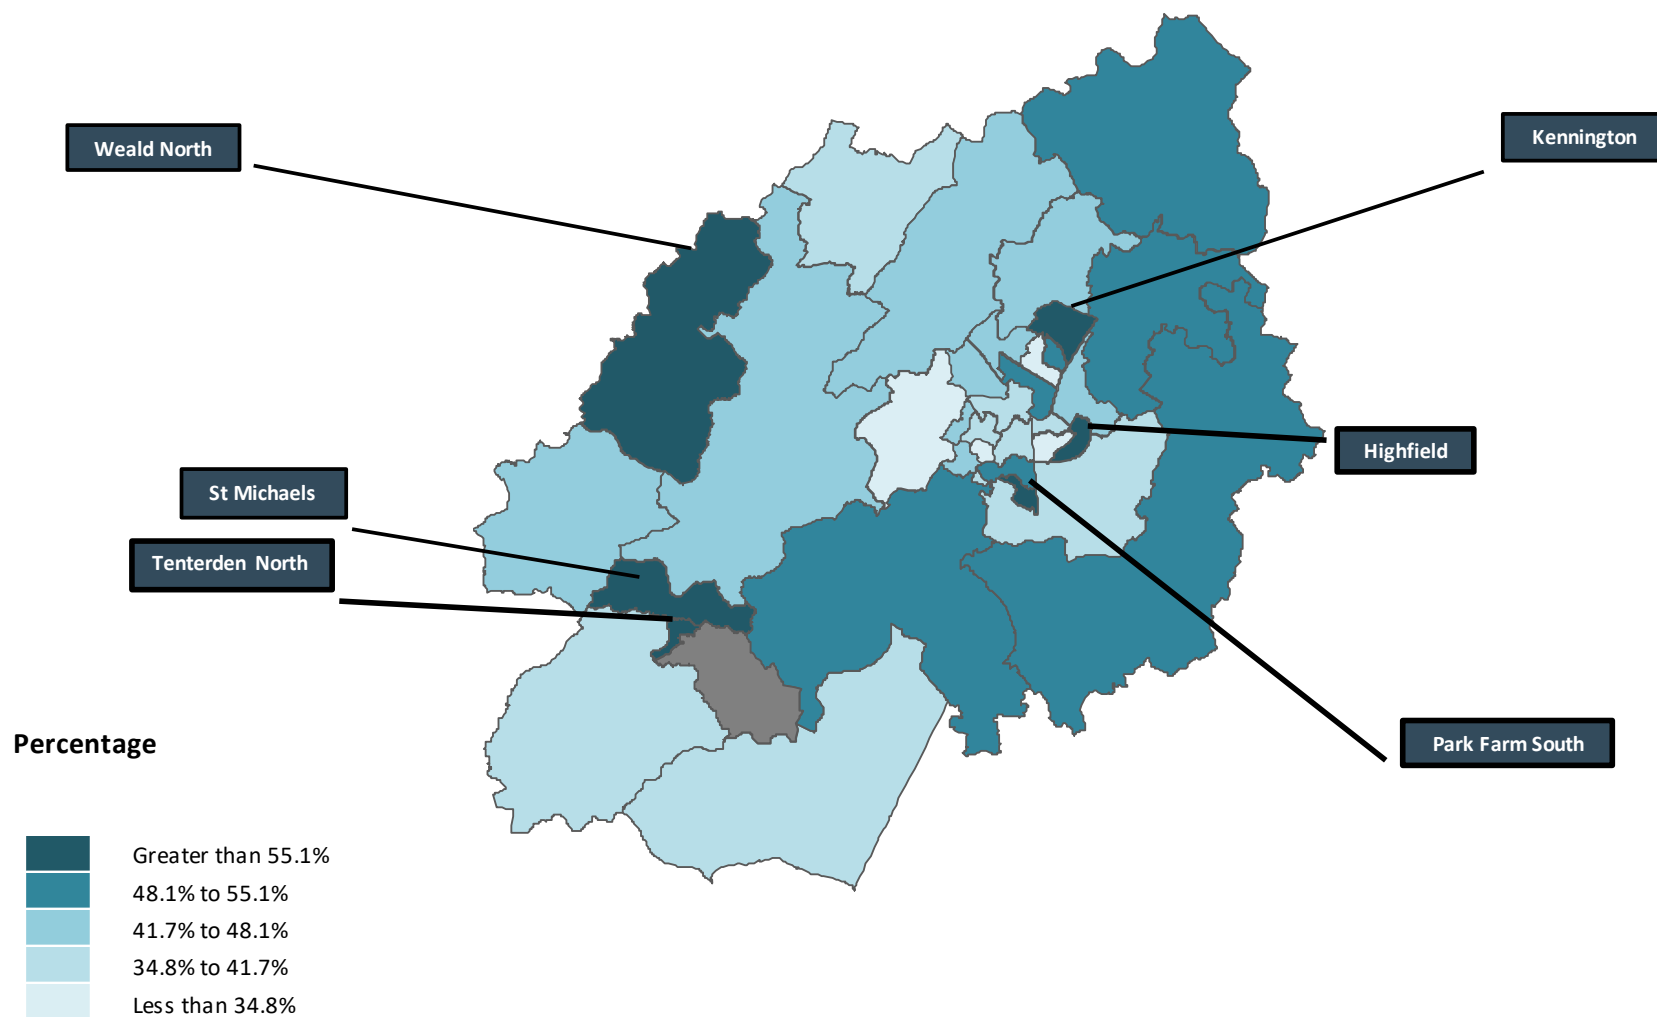 Weald North
Kennington
Highfield
St Michaels
Tenterden North
Park Farm South
Percentage
Greater than 55.1%
48.1% to 55.1%
41.7% to 48.1%
34.8% to 41.7%
Less than 34.8%